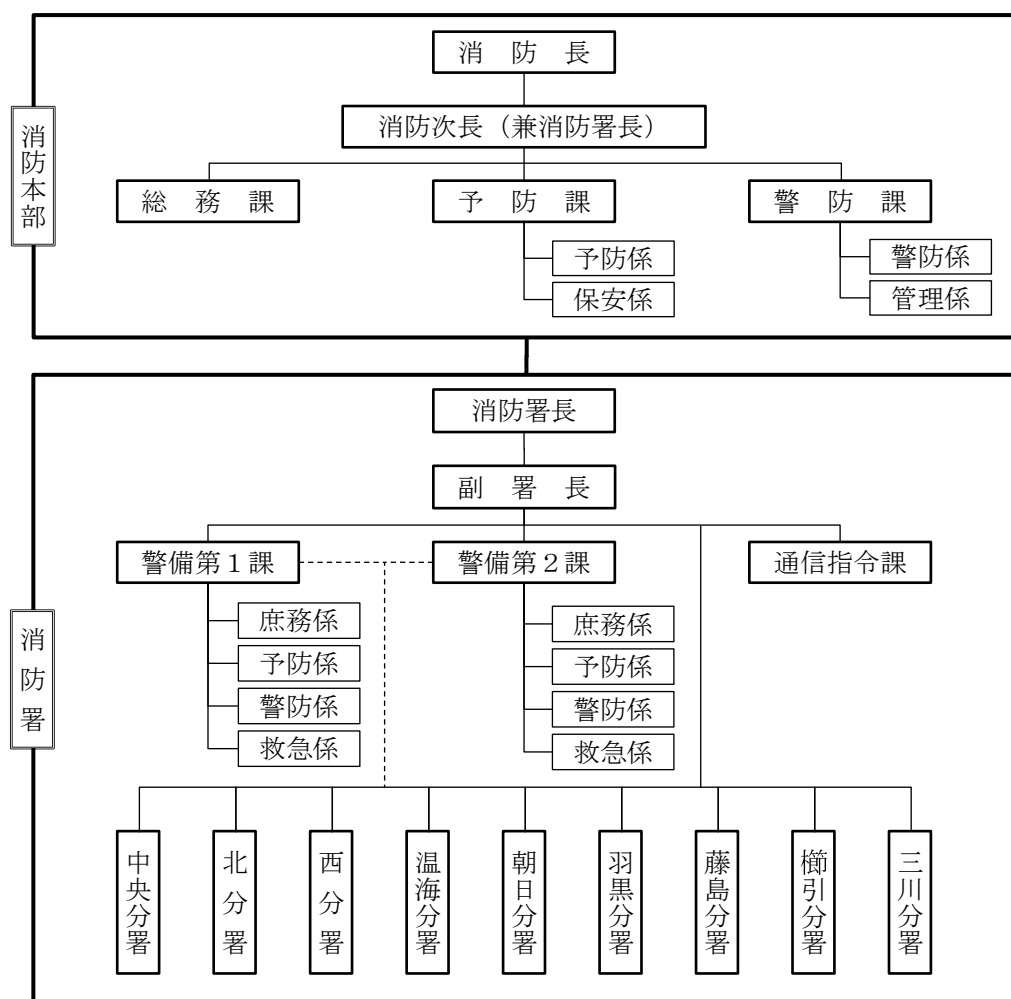 消防長
消防次長（兼消防署長）
消防本部
総務課
予防課
警防課
予防係
警防係
保安係
管理係
消防署長
副署長
警備第１課
警備第２課
通信指令課
消防署
庶務係
庶務係
予防係
予防係
警防係
警防係
救急係
救急係
中央分署
北分署
西分署
温海分署
朝日分署
羽黒分署
藤島分署
櫛引分署
三川分署